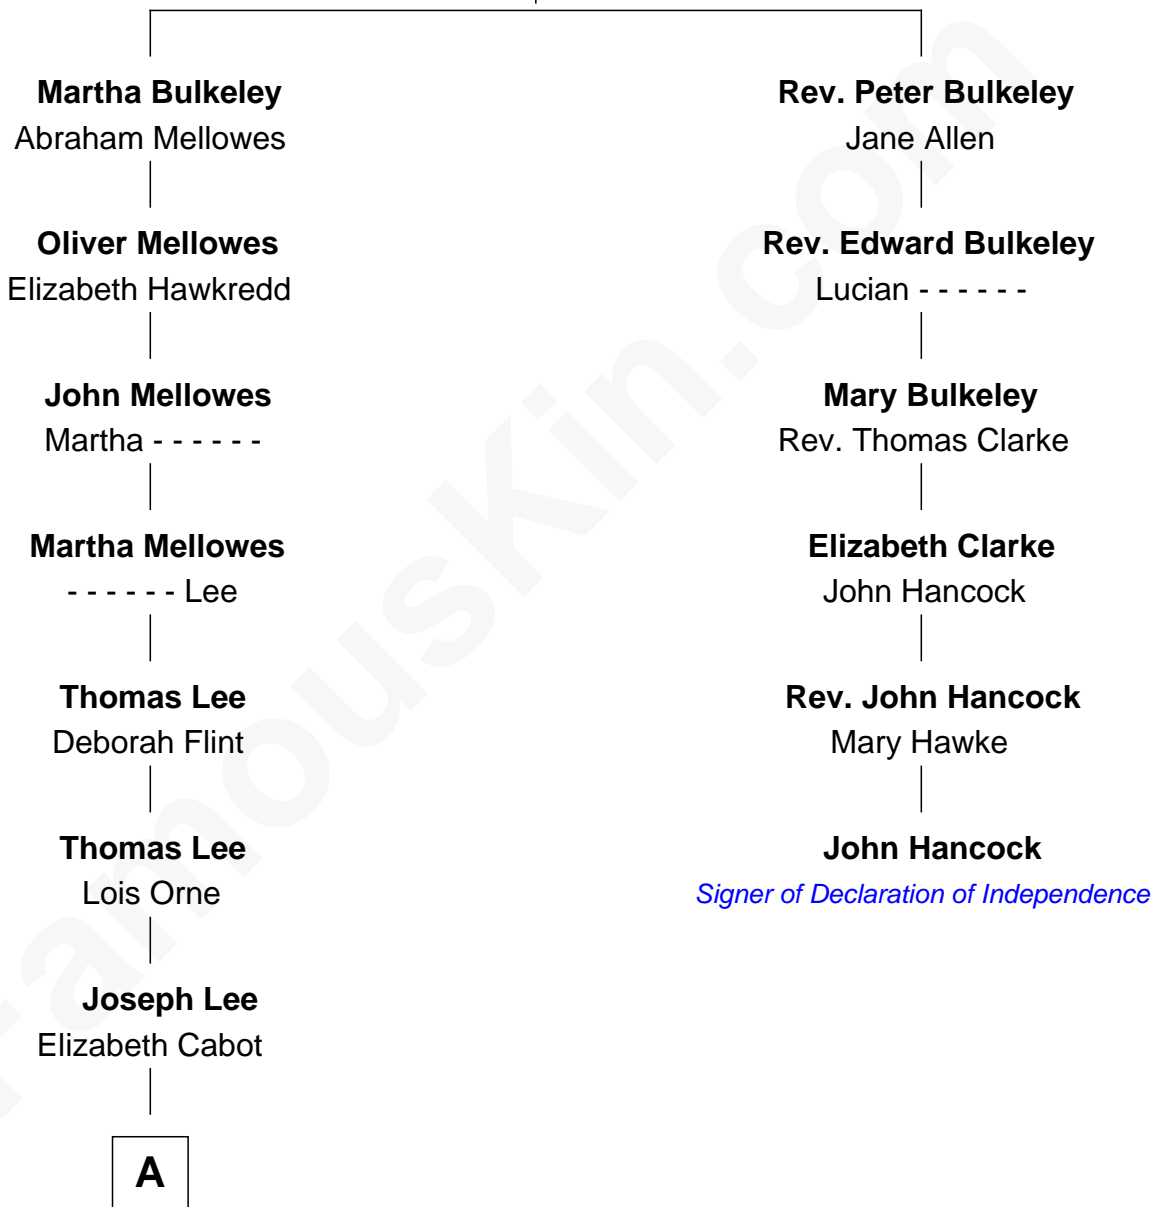 Martha Bulkeley
Abraham Mellowes
Oliver Mellowes
Elizabeth Hawkredd
John Mellowes
Martha - - - - - -
Martha Mellowes
- - - - - - Lee
Thomas Lee
Deborah Flint
Thomas Lee
Lois Orne
Joseph Lee
Elizabeth Cabot
A
Rev. Peter Bulkeley
Jane Allen
Rev. Edward Bulkeley
Lucian - - - - - -
Mary Bulkeley
Rev. Thomas Clarke
Elizabeth Clarke
John Hancock
Rev. John Hancock
Mary Hawke
John Hancock
Signer of Declaration of Independence
FamousKin.com